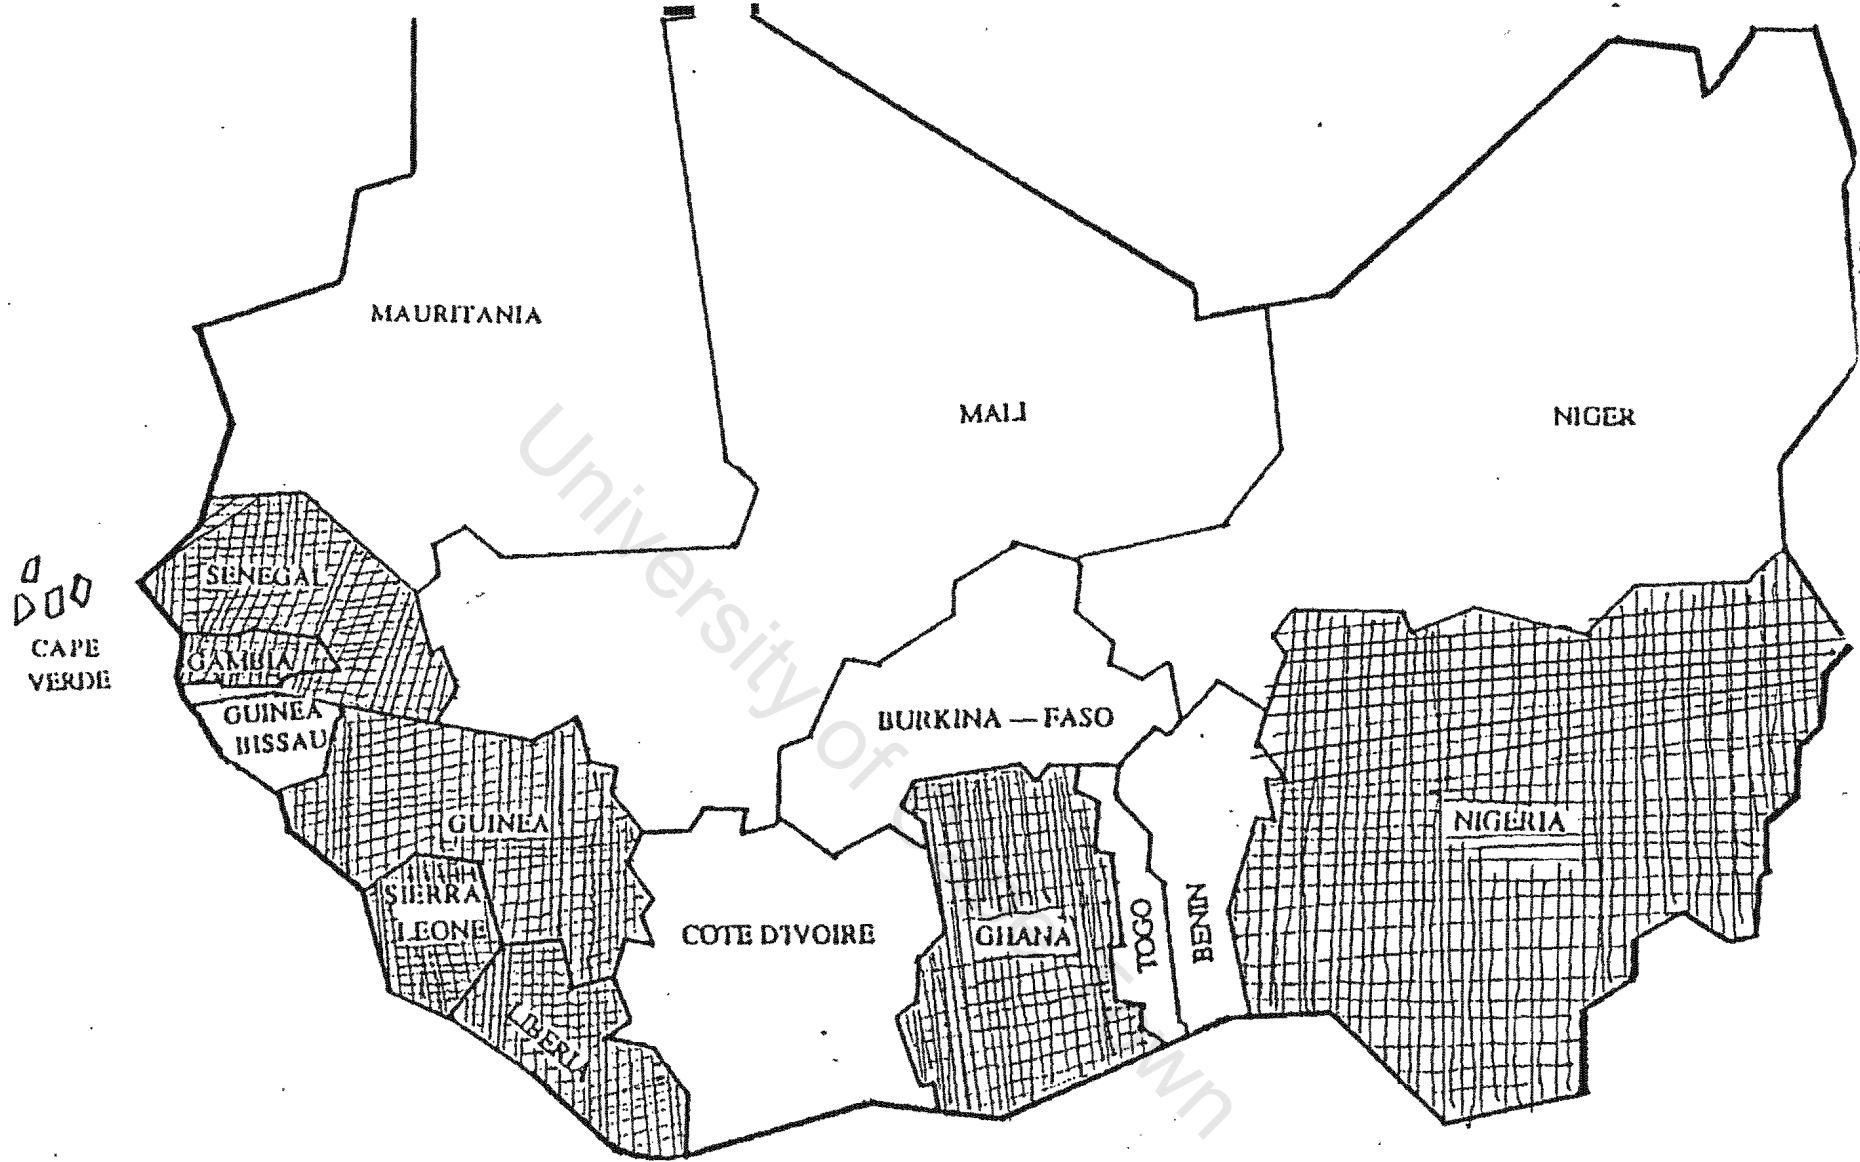 MAURITANIA
MALI
NIGER
SENEGAL
CAPE
VERDE
GAMBIA
GUINEA
BISSAU
BURKINA — FASO
GUINEA
NIGERIA
SIERRA
LEONE
COTE D'IVOIRE
GHANA
TOGO
BENIN
LIBERIA
University of Cape Town